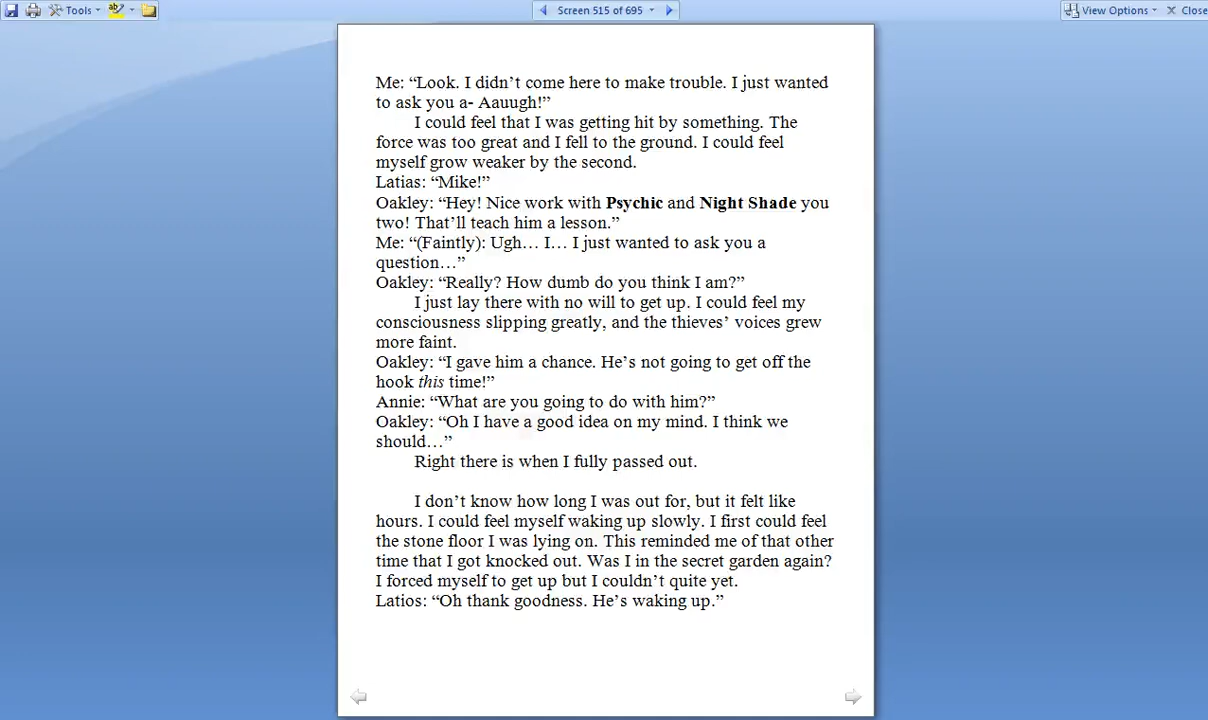 Tools
Screen 515 of 695
View Options
Close
Me: “Look. I didn’t come here to make trouble. I just wanted
to ask you a- Aauugh!”
I could feel that I was getting hit by something. The
force was too great and I fell to the ground. I could feel
myself grow weaker by the second.
Latias: “Mike!”
Oakley: “Hey! Nice work with Psychic and Night Shade you
two! That’ll teach him a lesson.”
Me: “(Faintly): Ugh… I… I just wanted to ask you a
question…”
Oakley: “Really? How dumb do you think I am?”
I just lay there with no will to get up. I could feel my
consciousness slipping greatly, and the thieves’ voices grew
more faint.
Oakley: “I gave him a chance. He’s not going to get off the
hook this time!”
Annie: “What are you going to do with him?”
Oakley: “Oh I have a good idea on my mind. I think we
should…”
Right there is when I fully passed out.
I don’t know how long I was out for, but it felt like
hours. I could feel myself waking up slowly. I first could feel
the stone floor I was lying on. This reminded me of that other
time that I got knocked out. Was I in the secret garden again?
I forced myself to get up but I couldn’t quite yet.
Latios: “Oh thank goodness. He’s waking up.”